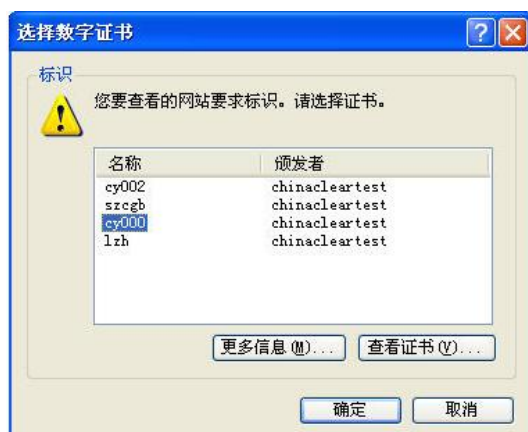 选择数字证书
标识
您要查看的网站要求标识。请选择证书。
名称 颁发者
cy002 chinacleartest
szcgb chinacleartest
cy000 chinacleartest
lzh chinacleartest
更多信息(M)... 查看证书(V)...
确定 取消